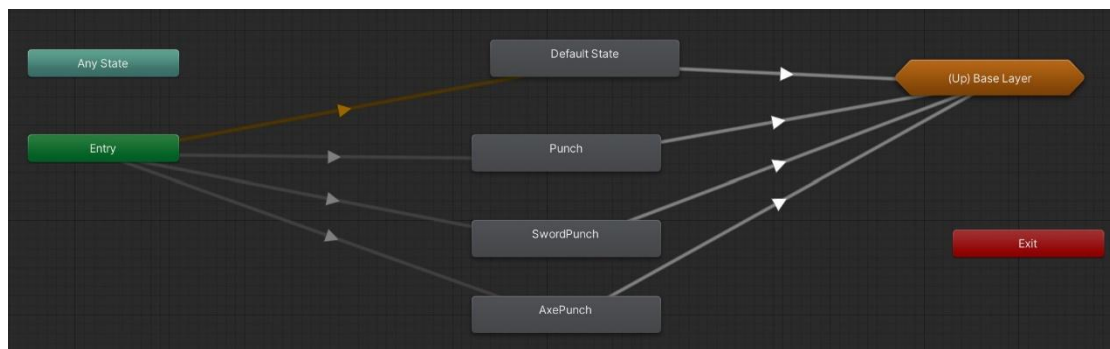 Default State
Any State
(Up) Base Layer
Entry
Punch
SwordPunch
Exit
AxePunch